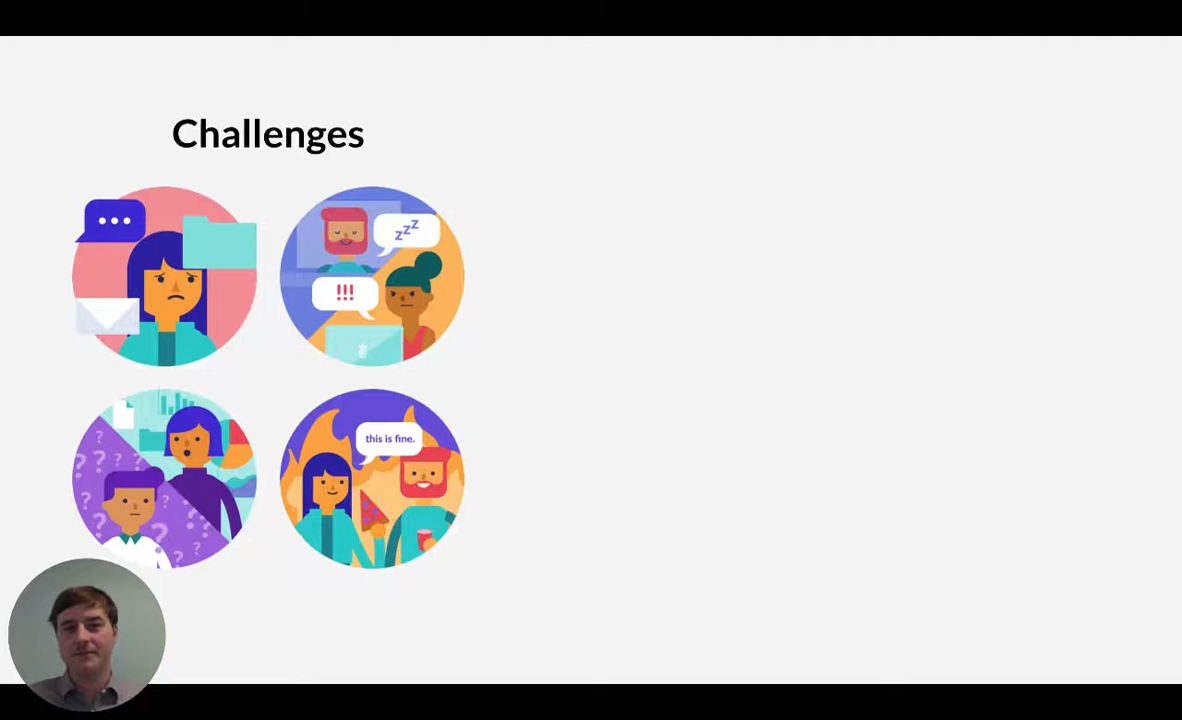 Challenges
zzz
!!!
? ? ? ? ? ? ? ? ? ? ? ? ?
this is fine.